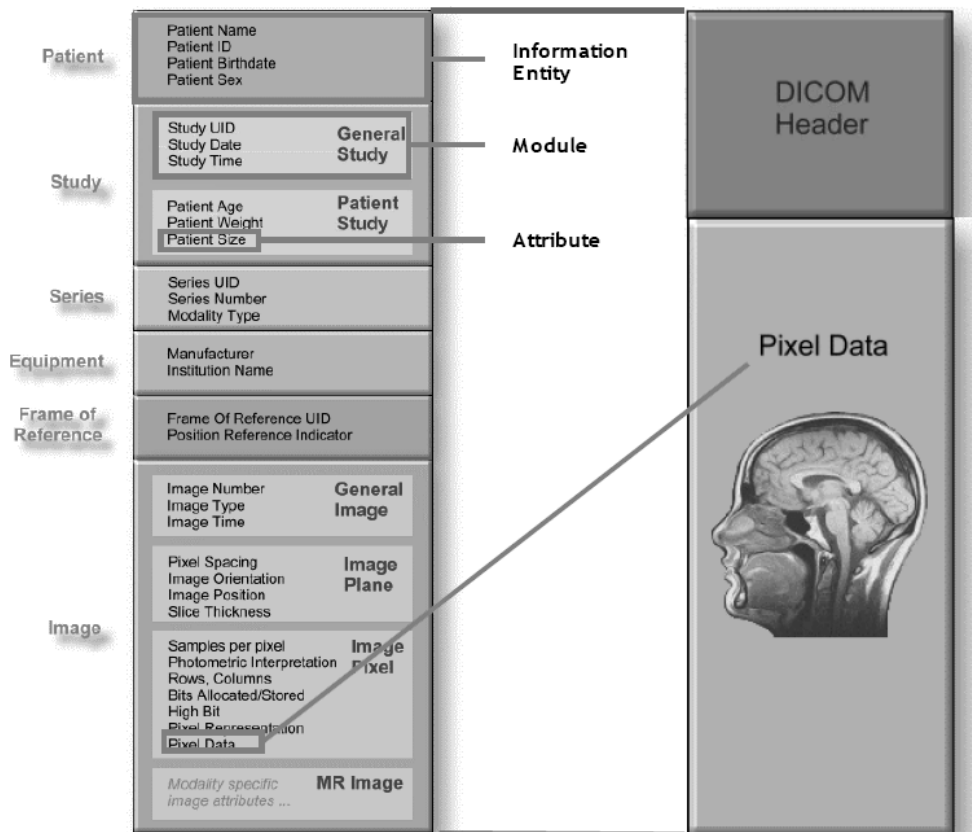 Patient
Patient Name
Patient ID
Patient Birthdate
Patient Sex
Information
Entity
DICOM
Header
Study
Study UID
Study Date
Study Time
General
Study
Module
Patient Age
Patient Weight
Patient Size
Patient
Study
Attribute
Series
Series UID
Series Number
Modality Type
Equipment
Manufacturer
Institution Name
Pixel Data
Frame of
Reference
Frame Of Reference UID
Position Reference Indicator
Image
Image Number
Image Type
Image Time
General
Image
Pixel Spacing
Image Orientation
Image Position
Slice Thickness
Image
Plane
Samples per pixel
Photometric Interpretation
Rows, Columns
Bits Allocated/Stored
High Bit
Pixel Representation
Pixel Data
Image
Pixel
Modality specific
image attributes ...
MR Image